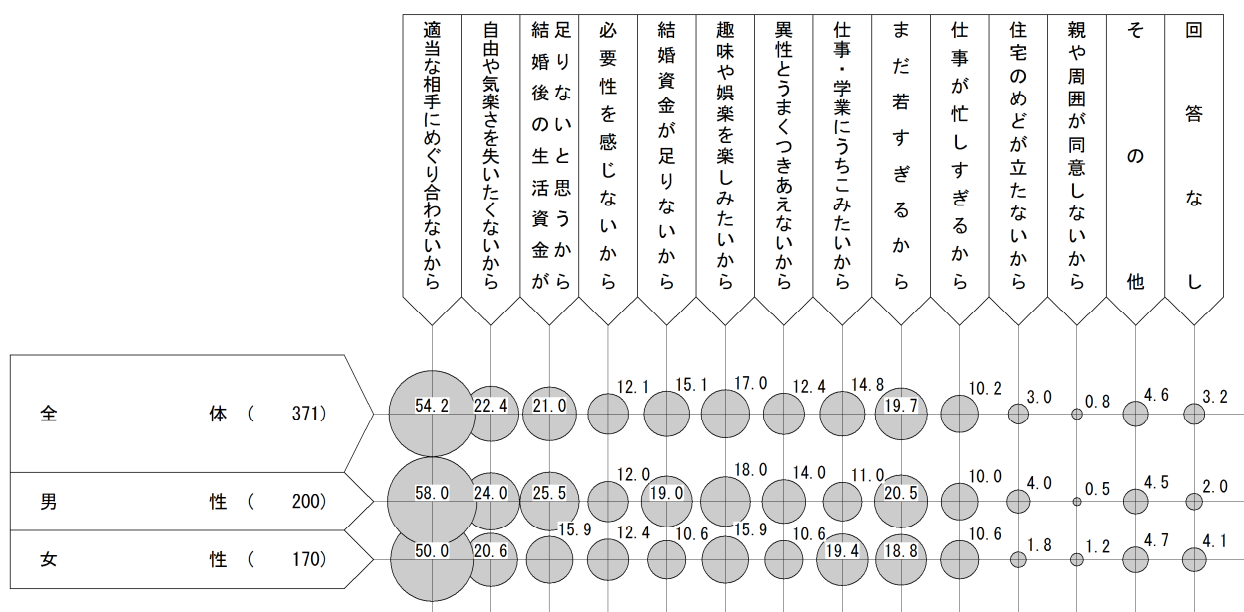 適当な相手にめぐり合わないから
自由や気楽さを失いたくないから
結婚後の生活資金が
足りないと思うから
必要性を感じないから
結婚資金が足りないから
趣味や娯楽を楽しみたいから
異性とうまくつきあえないから
仕事・学業にうちこみたいから
まだ若すぎるから
仕事が忙しすぎるから
住宅のめどが立たないから
親や周囲が同意しないから
その他
回答なし
全体(371) 54.2 22.4 21.0 12.1 15.1 17.0 12.4 14.8 19.7 10.2 3.0 0.8 4.6 3.2
男性(200) 58.0 24.0 25.5 12.0 19.0 18.0 14.0 11.0 20.5 10.0 4.0 0.5 4.5 2.0
女性(170) 50.0 20.6 15.9 12.4 10.6 15.9 10.6 19.4 18.8 10.6 1.8 1.2 4.7 4.1